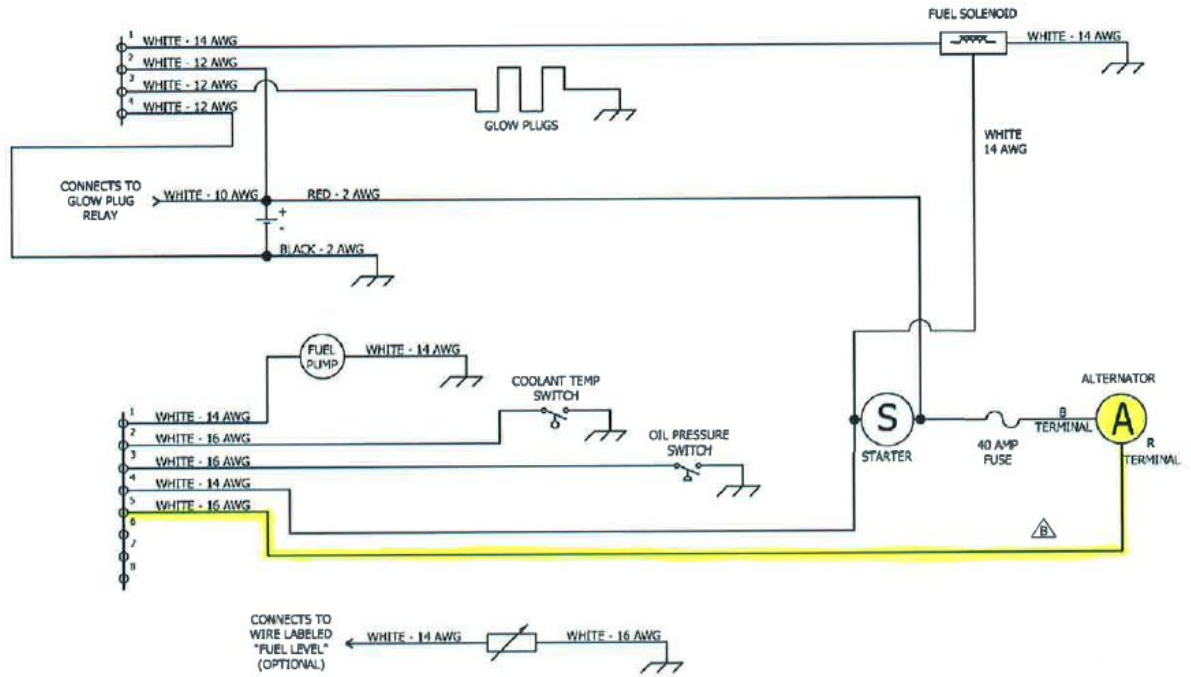 FUEL SOLENOID
1 WHITE - 14 AWG
WHITE - 14 AWG
2 WHITE - 12 AWG
3 WHITE - 12 AWG
4 WHITE - 12 AWG
GLOW PLUGS
WHITE
14 AWG
CONNECTS TO
GLOW PLUG
RELAY
WHITE - 10 AWG
RED - 2 AWG
+
-
BLACK - 2 AWG
FUEL
PUMP
WHITE - 14 AWG
COOLANT TEMP
SWITCH
ALTERNATOR
1 WHITE - 14 AWG
2 WHITE - 16 AWG
OIL PRESSURE
SWITCH
S
STARTER
40 AMP
FUSE
B
TERMINAL
A
R
TERMINAL
3 WHITE - 16 AWG
4 WHITE - 14 AWG
5 WHITE - 16 AWG
6
7
8
B
CONNECTS TO
WIRE LABELED
"FUEL LEVEL"
(OPTIONAL)
WHITE - 14 AWG
WHITE - 16 AWG